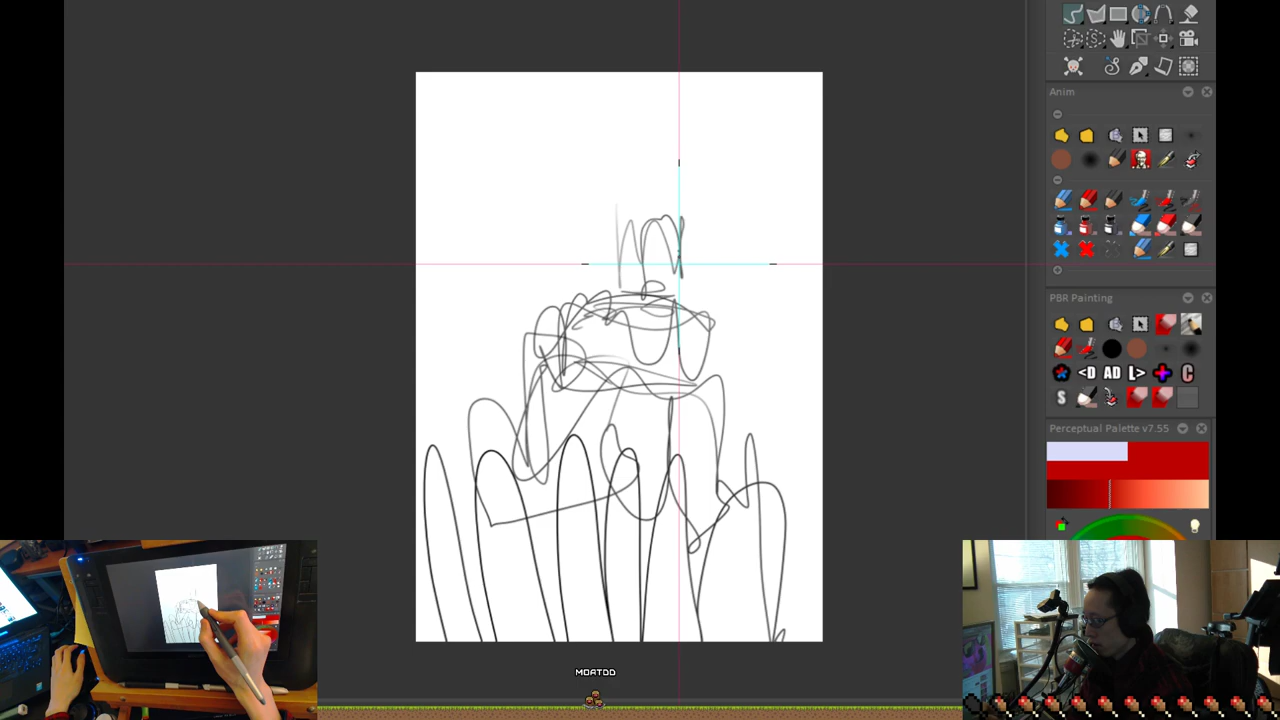 Anim
PBR Painting
<D AD L> C
S
Perceptual Palette v7.55
MOATDD